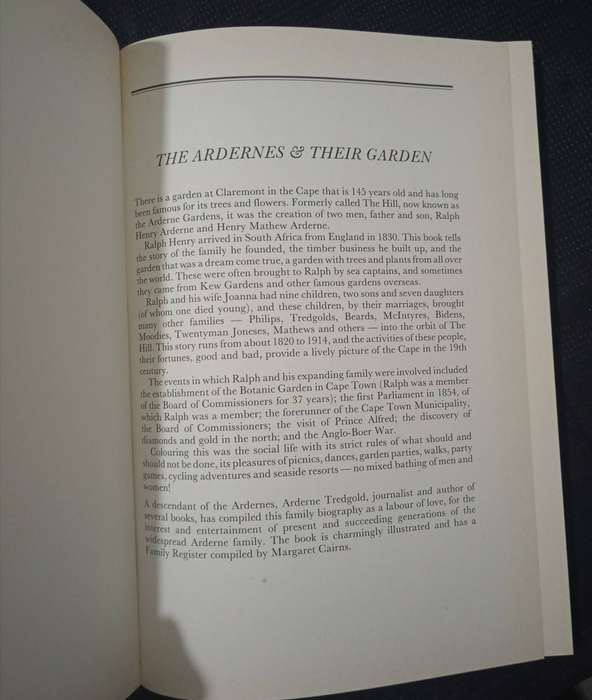 THE ARDERNES & THEIR GARDEN
There is a garden at Claremont in the Cape that is 145 years old and has long
been famous for its trees and flowers. Formerly called The Hill, now known as
the Arderne Gardens, it was the creation of two men, father and son, Ralph
Henry Arderne and Henry Mathew Arderne.
Ralph Henry arrived in South Africa from England in 1830. This book tells
the story of the family he founded, the timber business he built up, and the
garden that was a dream come true, a garden with trees and plants from all over
the world. These were often brought to Ralph by sea captains, and sometimes
they came from Kew Gardens and other famous gardens overseas.
Ralph and his wife Joanna had nine children, two sons and seven daughters
(of whom one died young), and these children, by their marriages, brought
many other families — Philips, Tredgolds, Beards, McIntyres, Bidens,
Moodies, Twentyman Joneses, Mathews and others — into the orbit of The
Hill. This story runs from about 1820 to 1914, and the activities of these people,
their fortunes, good and bad, provide a lively picture of the Cape in the 19th
century.
The events in which Ralph and his expanding family were involved included
the establishment of the Botanic Garden in Cape Town (Ralph was a member
of the Board of Commissioners for 37 years); the first Parliament in 1854, of
which Ralph was a member; the forerunner of the Cape Town Municipality,
the Board of Commissioners; the visit of Prince Alfred; the discovery of
diamonds and gold in the north; and the Anglo-Boer War.
Colouring this was the social life with its strict rules of what should and
should not be done, its pleasures of picnics, dances, garden parties, walks, party
games, cycling adventures and seaside resorts — no mixed bathing of men and
women!
A descendant of the Ardernes, Arderne Tredgold, journalist and author of
several books, has compiled this family biography as a labour of love, for the
interest and entertainment of present and succeeding generations of the
widespread Arderne family. The book is charmingly illustrated and has a
Family Register compiled by Margaret Cairns.